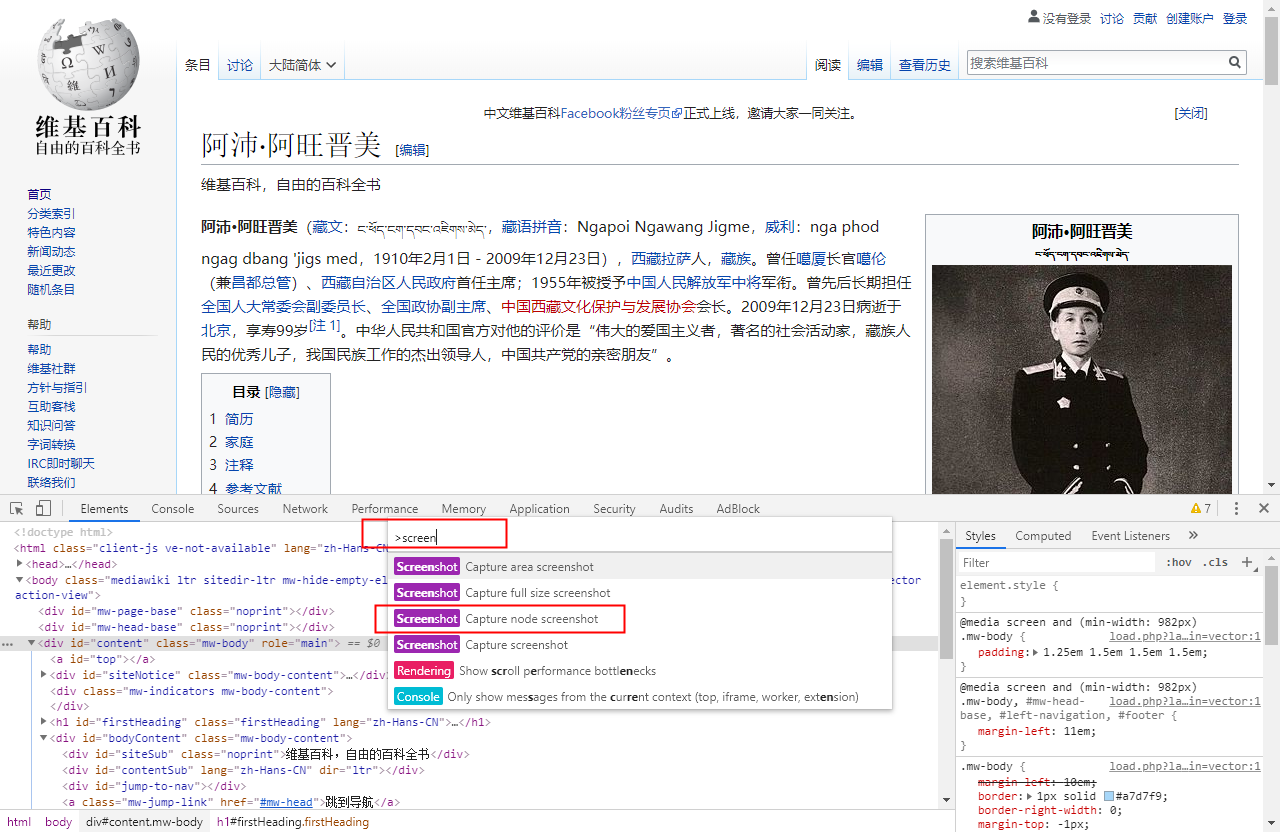 没有登录 讨论 贡献 创建账户 登录
条目 讨论 大陆简体 阅读 编辑 查看历史 搜索维基百科
维基百科
自由的百科全书
中文维基百科Facebook粉丝专页正式上线，邀请大家一同关注。 [关闭]
阿沛·阿旺晋美 [编辑]
维基百科，自由的百科全书
首页
分类索引
特色内容
新闻动态
最近更改
随机条目
帮助
帮助
维基社群
方针与指引
互助客栈
知识问答
字词转换
IRC即时聊天
联络我们
阿沛•阿旺晋美（藏文：ང་ཕོད་ངག་དབང་འཇིགས་མེད་，藏语拼音：Ngapoi Ngawang Jigme，威利：nga phod
ngag dbang 'jigs med，1910年2月1日 - 2009年12月23日），西藏拉萨人，藏族。曾任噶厦长官噶伦
（兼昌都总管）、西藏自治区人民政府首任主席；1955年被授予中国人民解放军中将军衔。曾先后长期担任
全国人大常委会副委员长、全国政协副主席、中国西藏文化保护与发展协会会长。2009年12月23日病逝于
北京，享寿99岁[注 1]。中华人民共和国官方对他的评价是“伟大的爱国主义者，著名的社会活动家，藏族人
民的优秀儿子，我国民族工作的杰出领导人，中国共产党的亲密朋友”。
目录 [隐藏]
1 简历
2 家庭
3 注释
4 参考文献
阿沛•阿旺晋美
ང་ཕོད་ངག་དབང་འཇིགས་མེད་
Elements Console Sources Network Performance Memory Application Security Audits AdBlock 7
>screen
Screenshot Capture area screenshot
Screenshot Capture full size screenshot
Screenshot Capture node screenshot
Screenshot Capture screenshot
Rendering Show scroll performance bottlenecks
Console Only show messages from the current context (top, iframe, worker, extension)
<!doctype html>
<html class="client-js ve-not-available" lang="zh-Hans-CN
<head>…</head>
<body class="mediawiki ltr sitedir-ltr mw-hide-empty-el ector
action-view">
<div id="mw-page-base" class="noprint"></div>
<div id="mw-head-base" class="noprint"></div>
<div id="content" class="mw-body" role="main"> == $0
<a id="top"></a>
<div id="siteNotice" class="mw-body-content">…</div>
<div class="mw-indicators mw-body-content">
</div>
<h1 id="firstHeading" class="firstHeading" lang="zh-Hans-CN">…</h1>
<div id="bodyContent" class="mw-body-content">
<div id="siteSub" class="noprint">维基百科，自由的百科全书</div>
<div id="contentSub" lang="zh-Hans-CN" dir="ltr"></div>
<div id="jump-to-nav"></div>
<a class="mw-jump-link" href="#mw-head">跳到导航</a>
html body div#content.mw-body h1#firstHeading.firstHeading
Styles Computed Event Listeners »
Filter :hov .cls +
element.style {
}
@media screen and (min-width: 982px)
.mw-body { load.php?la…in=vector:1
padding: 1.25em 1.5em 1.5em 1.5em;
}
@media screen and (min-width: 982px)
.mw-body, #mw-head- load.php?la…in=vector:1
base, #left-navigation, #footer {
margin-left: 11em;
}
.mw-body { load.php?la…in=vector:1
margin-left: 10em;
border: 1px solid #a7d7f9;
border-right-width: 0;
margin-top: -1px;